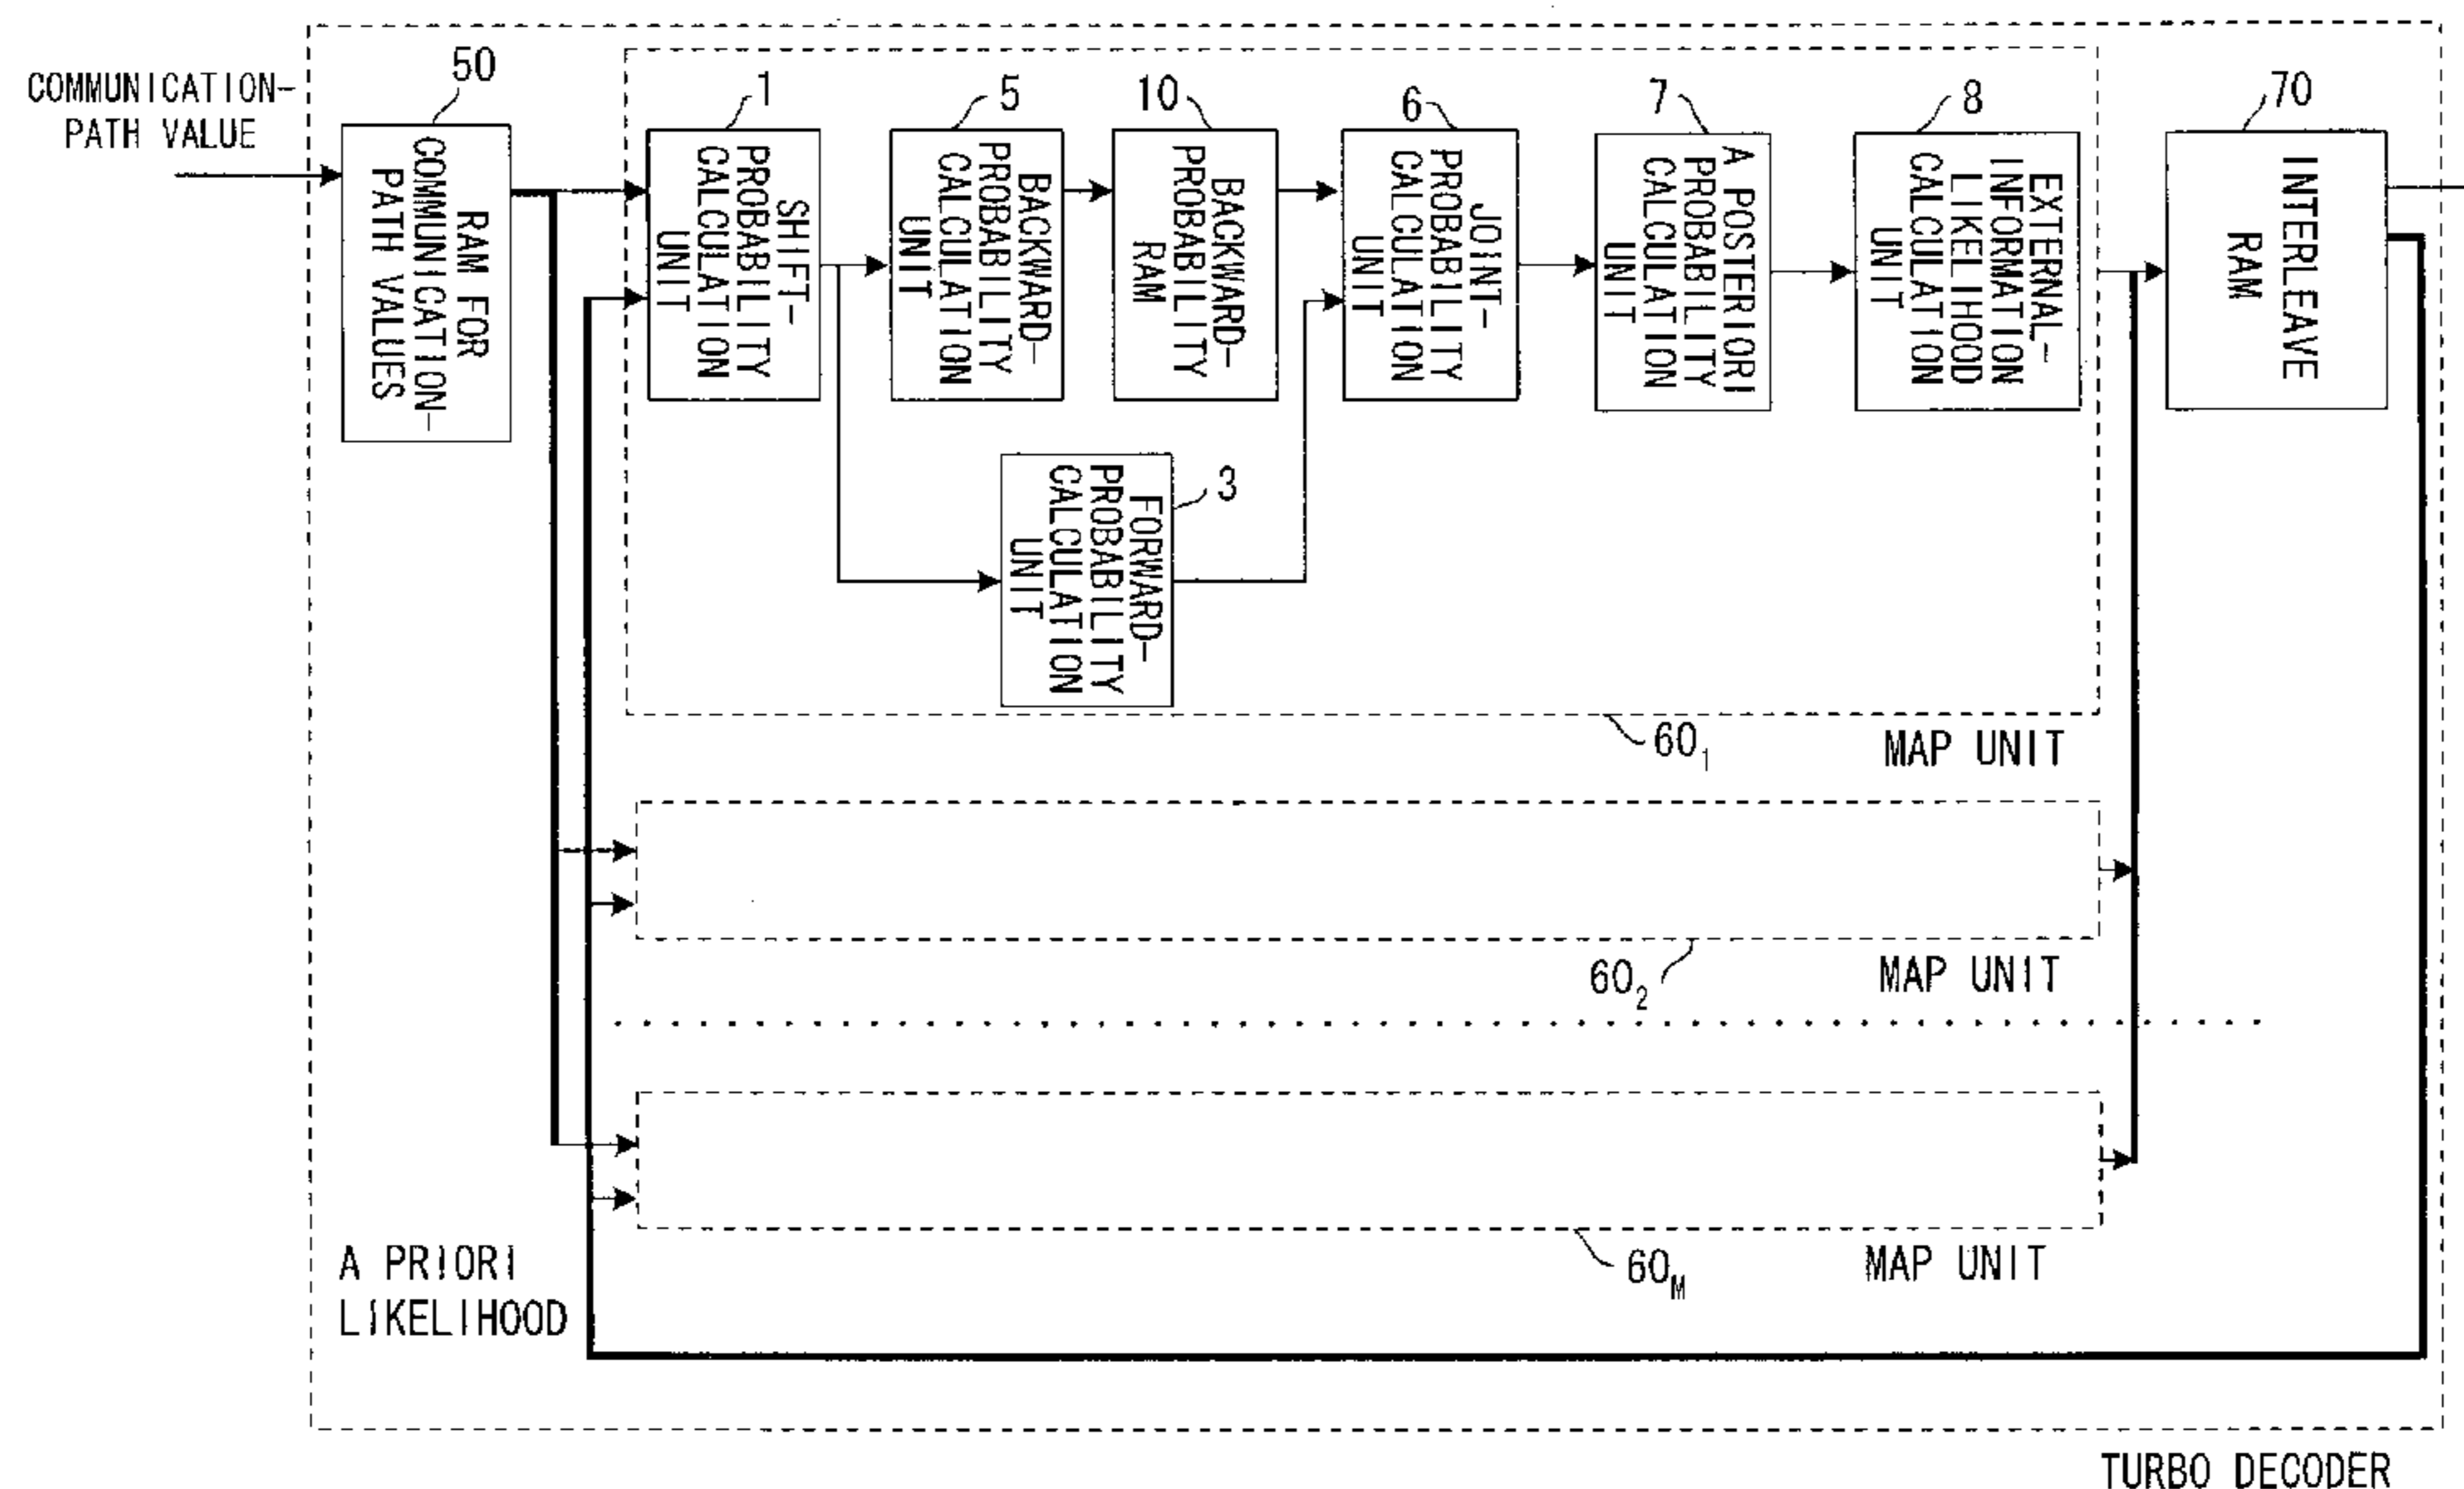 COMMUNICATION-
PATH VALUE
50
RAM FOR
COMMUNICATION-
PATH VALUES
1
SHIFT-
PROBABILITY
CALCULATION
UNIT
5
BACKWARD-
PROBABILITY
CALCULATION
UNIT
10
BACKWARD-
PROBABILITY
RAM
6
JOINT-
PROBABILITY
CALCULATION
UNIT
7
A POSTERIORI
PROBABILITY
CALCULATION
UNIT
8
EXTERNAL-
INFORMATION
LIKELIHOOD
CALCULATION
UNIT
70
INTERLEAVE
RAM
3
FORWARD-
PROBABILITY
CALCULATION
UNIT
60₁
MAP UNIT
60₂
MAP UNIT
60M
MAP UNIT
A PRIORI
LIKELIHOOD
TURBO DECODER